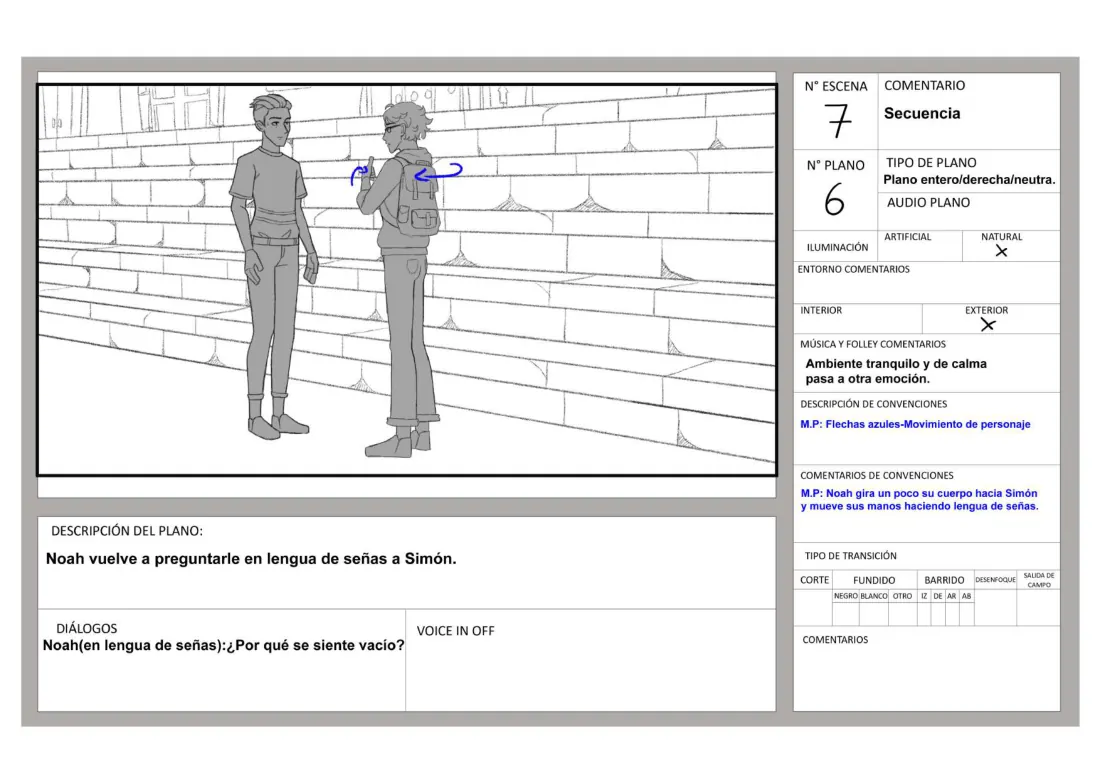 N° ESCENA
7
COMENTARIO
Secuencia
N° PLANO
6
TIPO DE PLANO
Plano entero/derecha/neutra.
AUDIO PLANO
ILUMINACIÓN
ARTIFICIAL
NATURAL
X
ENTORNO COMENTARIOS
INTERIOR
EXTERIOR
X
MÚSICA Y FOLLEY COMENTARIOS
Ambiente tranquilo y de calma
pasa a otra emoción.
DESCRIPCIÓN DE CONVENCIONES
M.P: Flechas azules-Movimiento de personaje
COMENTARIOS DE CONVENCIONES
M.P: Noah gira un poco su cuerpo hacia Simón
y mueve sus manos haciendo lengua de señas.
TIPO DE TRANSICIÓN
CORTE FUNDIDO BARRIDO DESENFOQUE SALIDA DE
CAMPO
NEGRO BLANCO OTRO IZ DE AR AB
COMENTARIOS
DESCRIPCIÓN DEL PLANO:
Noah vuelve a preguntarle en lengua de señas a Simón.
DIÁLOGOS
Noah(en lengua de señas):¿Por qué se siente vacío?
VOICE IN OFF